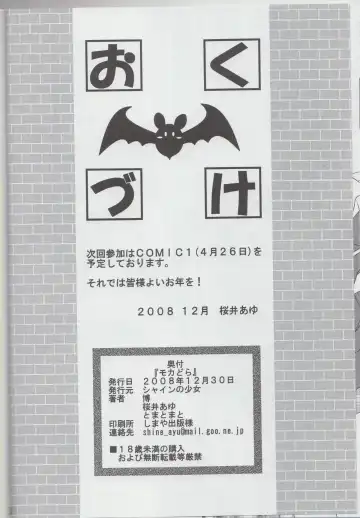 おくづけ
次回参加はCOMIC1(4月26日)を
予定しております。
それでは皆様よいお年を!
2008 12月 桜井あゆ
奥付
『モカどら』
発行日 2008年12月30日
発行元 シャインの少女
著者 博
桜井あゆ
とまとまとと
印刷所 しまや出版様
連絡先 shine_ayu@mail.goo.ne.jp
■18歳未満の購入
および無断転載等厳禁